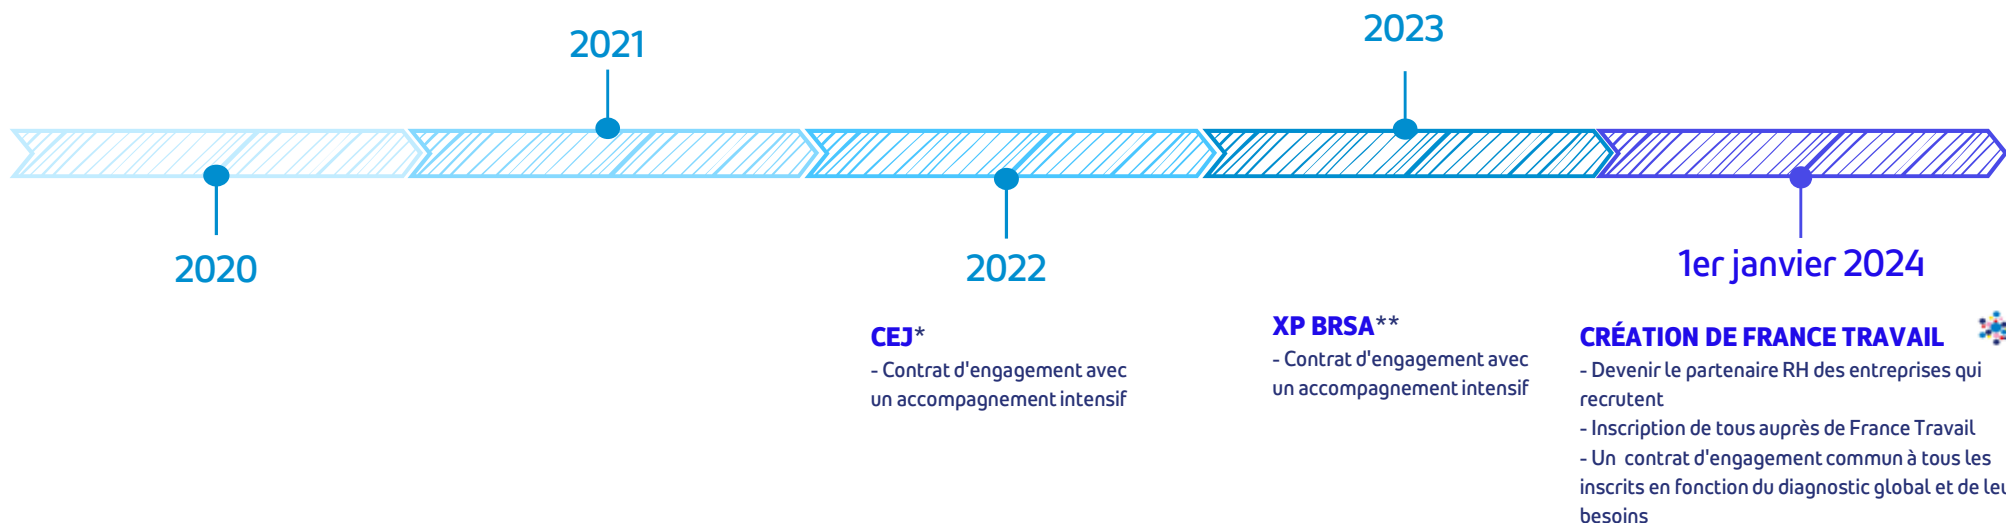 2021
2023
2020
2022
1er janvier 2024
CEJ*
- Contrat d'engagement avec
un accompagnement intensif
XP BRSA**
- Contrat d'engagement avec
un accompagnement intensif
CRÉATION DE FRANCE TRAVAIL
- Devenir le partenaire RH des entreprises qui
recrutent
- Inscription de tous auprès de France Travail
- Un contrat d'engagement commun à tous les
inscrits en fonction du diagnostic global et de
besoins